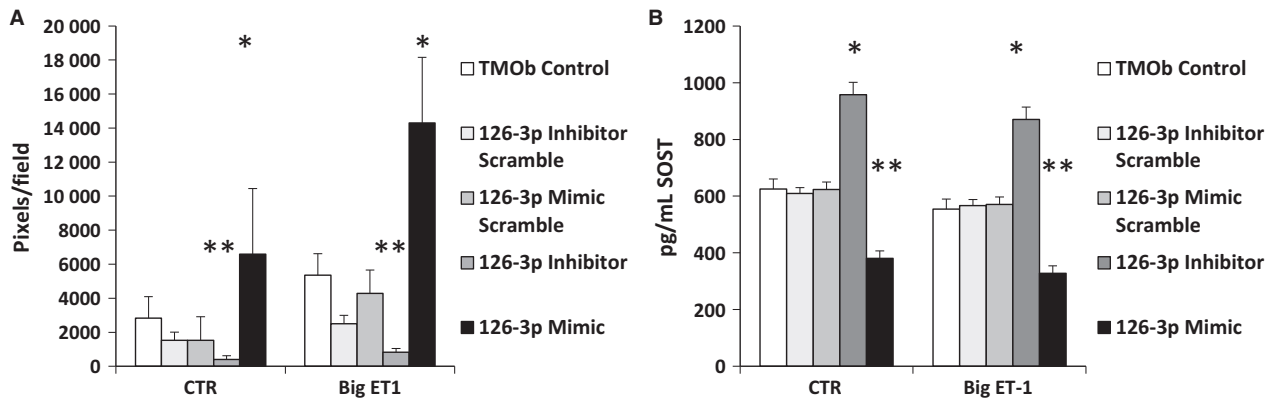 A
20 000
18 000
16 000
14 000
12 000
10 000
8000
6000
4000
2000
0
Pixels/field
*
*
**
**
CTR
Big ET1
TMOb Control
126-3p Inhibitor
Scramble
126-3p Mimic
Scramble
126-3p Inhibitor
126-3p Mimic
B
1200
1000
800
600
400
200
0
pg/mL SOST
*
*
**
**
CTR
Big ET-1
TMOb Control
126-3p Inhibitor
Scramble
126-3p Mimic
Scramble
126-3p Inhibitor
126-3p Mimic